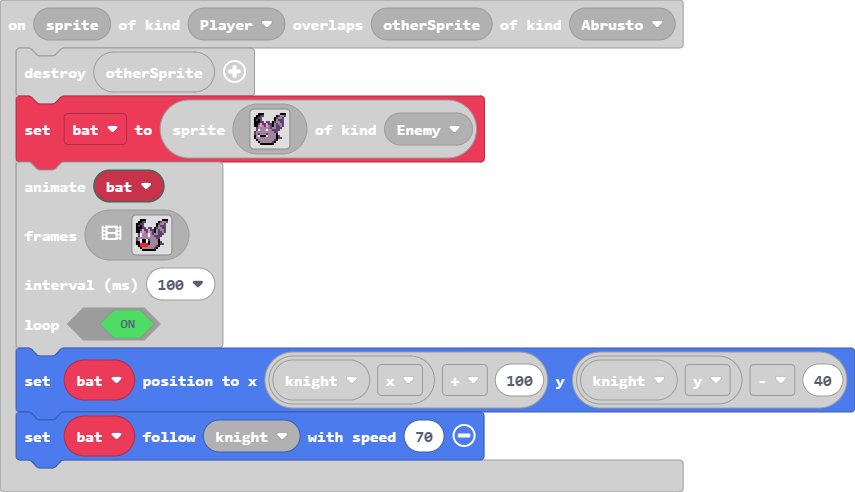 on sprite of kind Player overlaps otherSprite of kind Abrusto
destroy otherSprite
set bat to sprite of kind Enemy
animate bat
frames
interval (ms) 100
loop ON
set bat position to x knight x + 100 y knight y - 40
set bat follow knight with speed 70